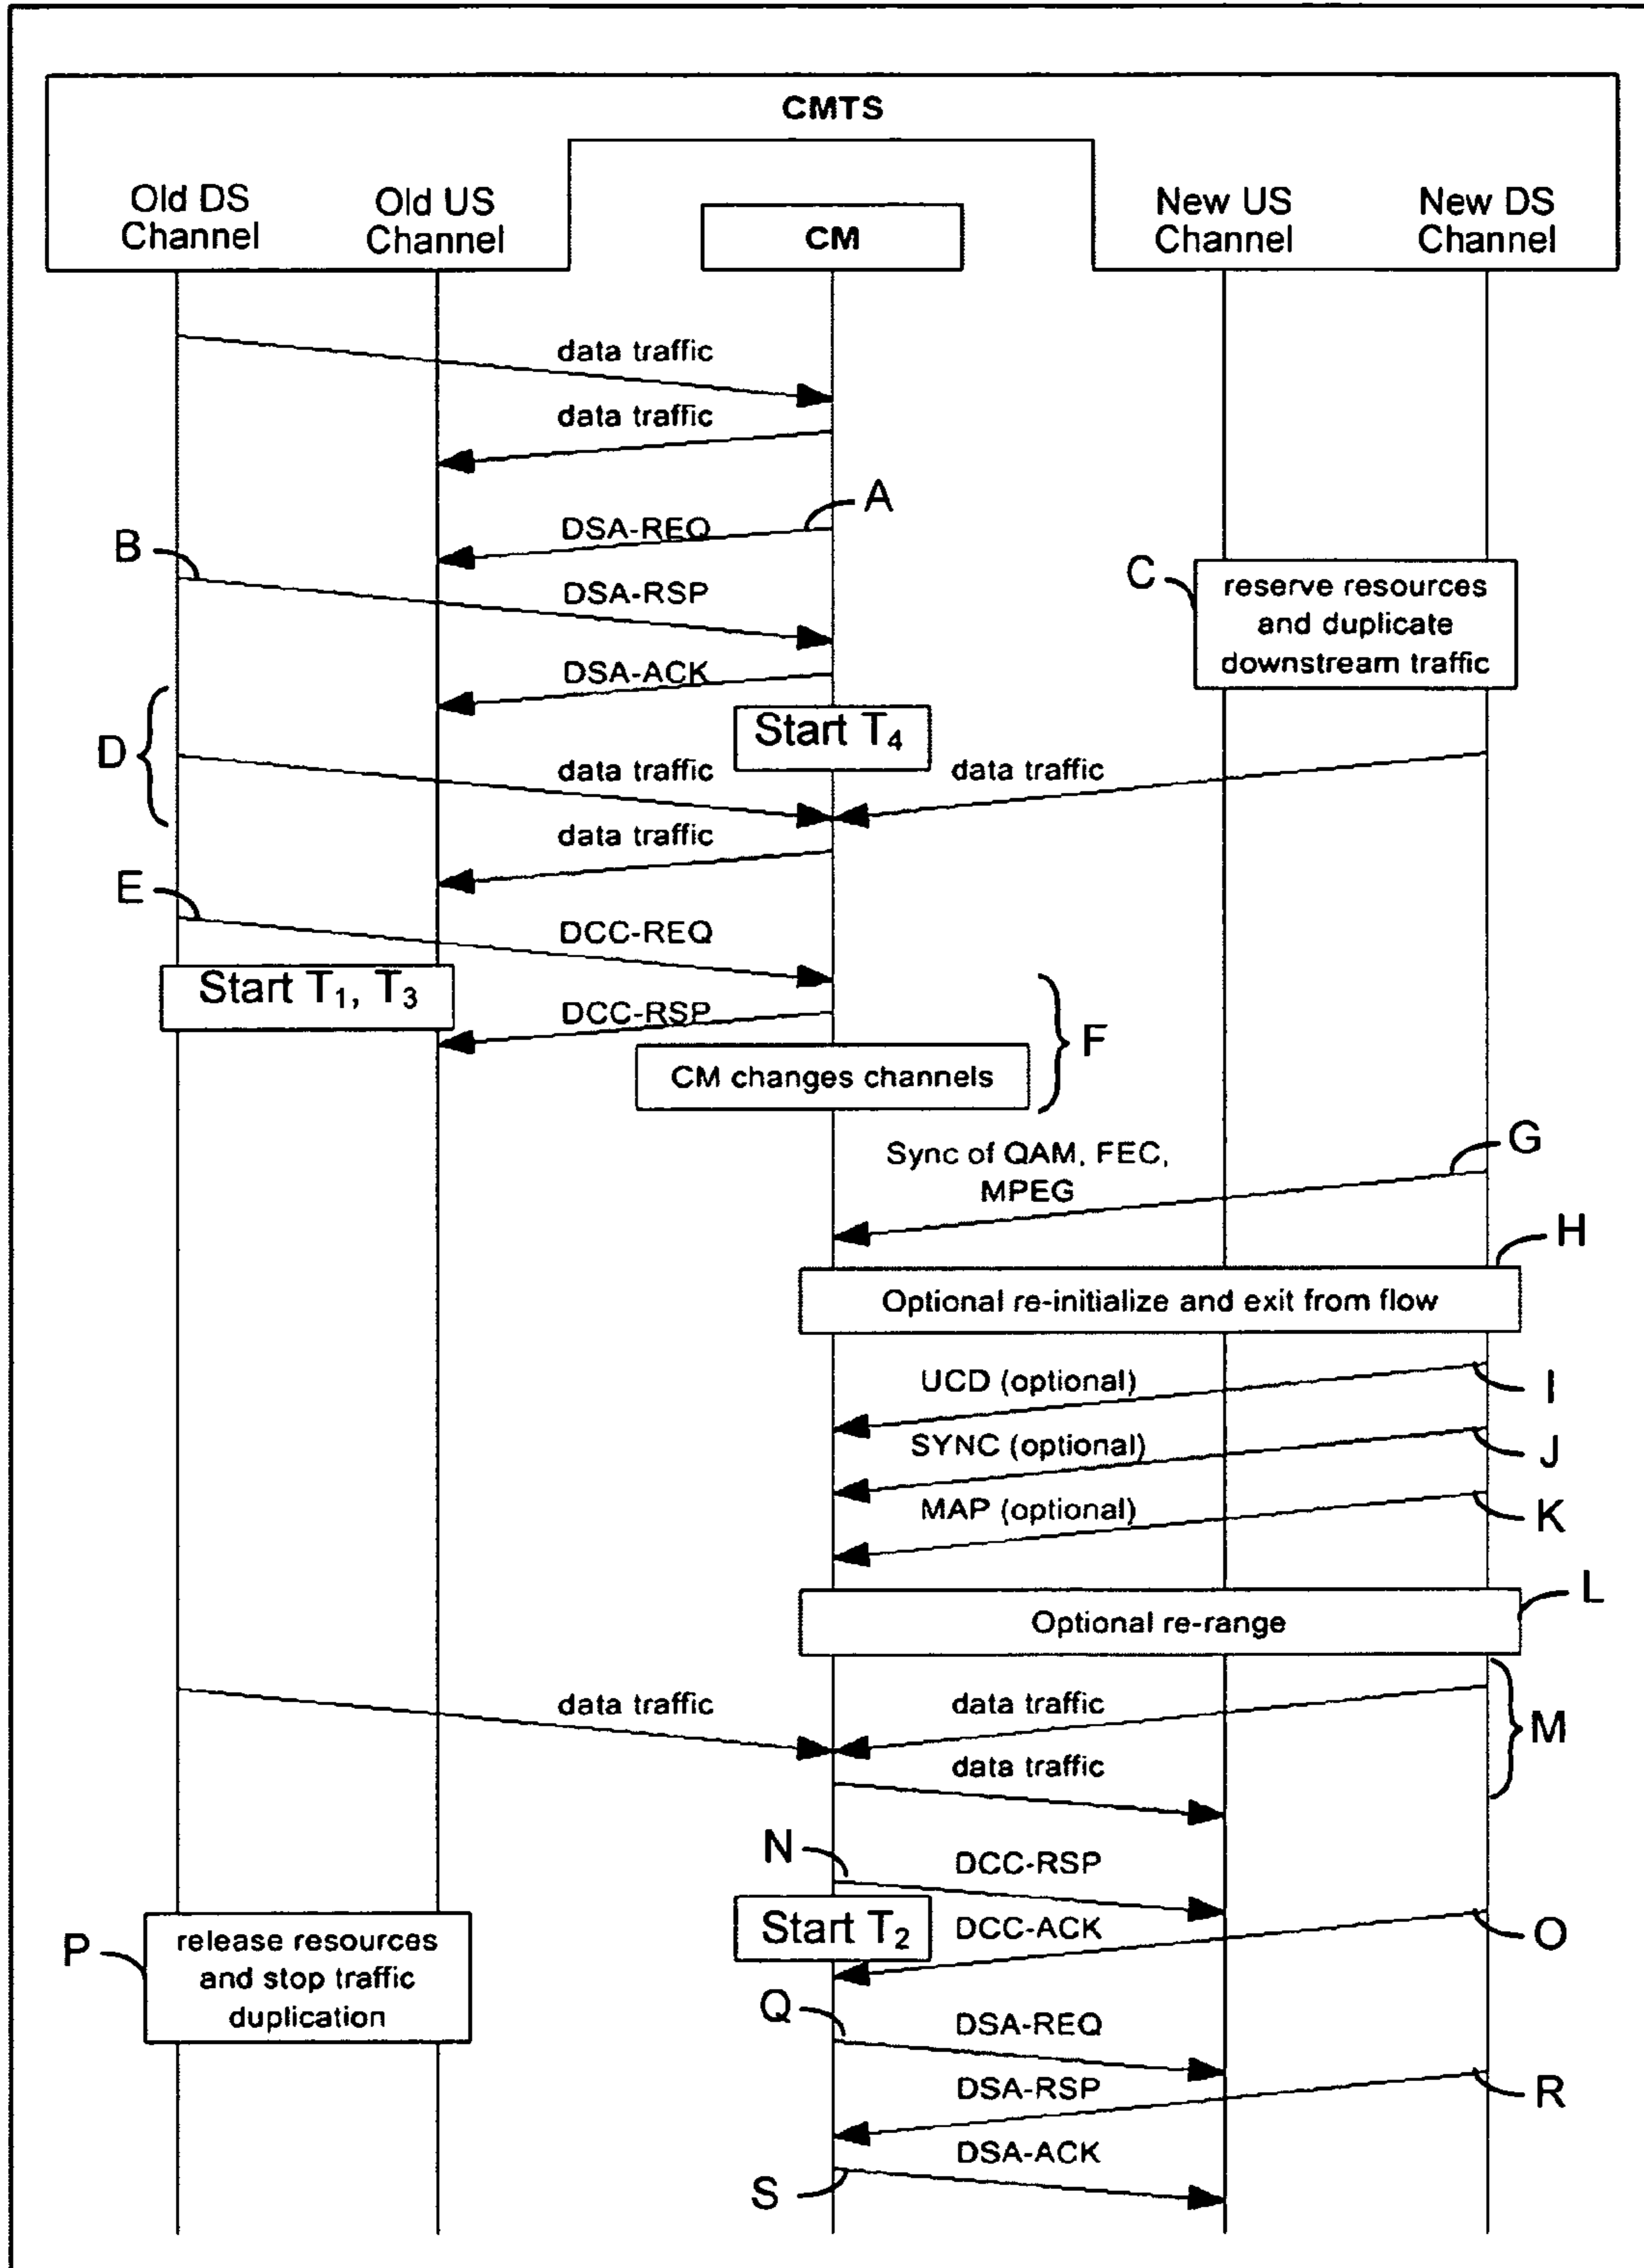 CMTS
Old DS
Channel
Old US
Channel
CM
New US
Channel
New DS
Channel
data traffic
data traffic
A
DSA-REQ
B
C
reserve resources
and duplicate
downstream traffic
DSA-RSP
DSA-ACK
D
Start T4
data traffic
data traffic
data traffic
E
DCC-REQ
Start T1, T3
DCC-RSP
F
CM changes channels
G
Sync of QAM, FEC,
MPEG
H
Optional re-initialize and exit from flow
UCD (optional)
I
SYNC (optional)
J
MAP (optional)
K
L
Optional re-range
data traffic
data traffic
M
data traffic
N
DCC-RSP
Start T2
DCC-ACK
O
P
release resources
and stop traffic
duplication
Q
DSA-REQ
DSA-RSP
R
DSA-ACK
S